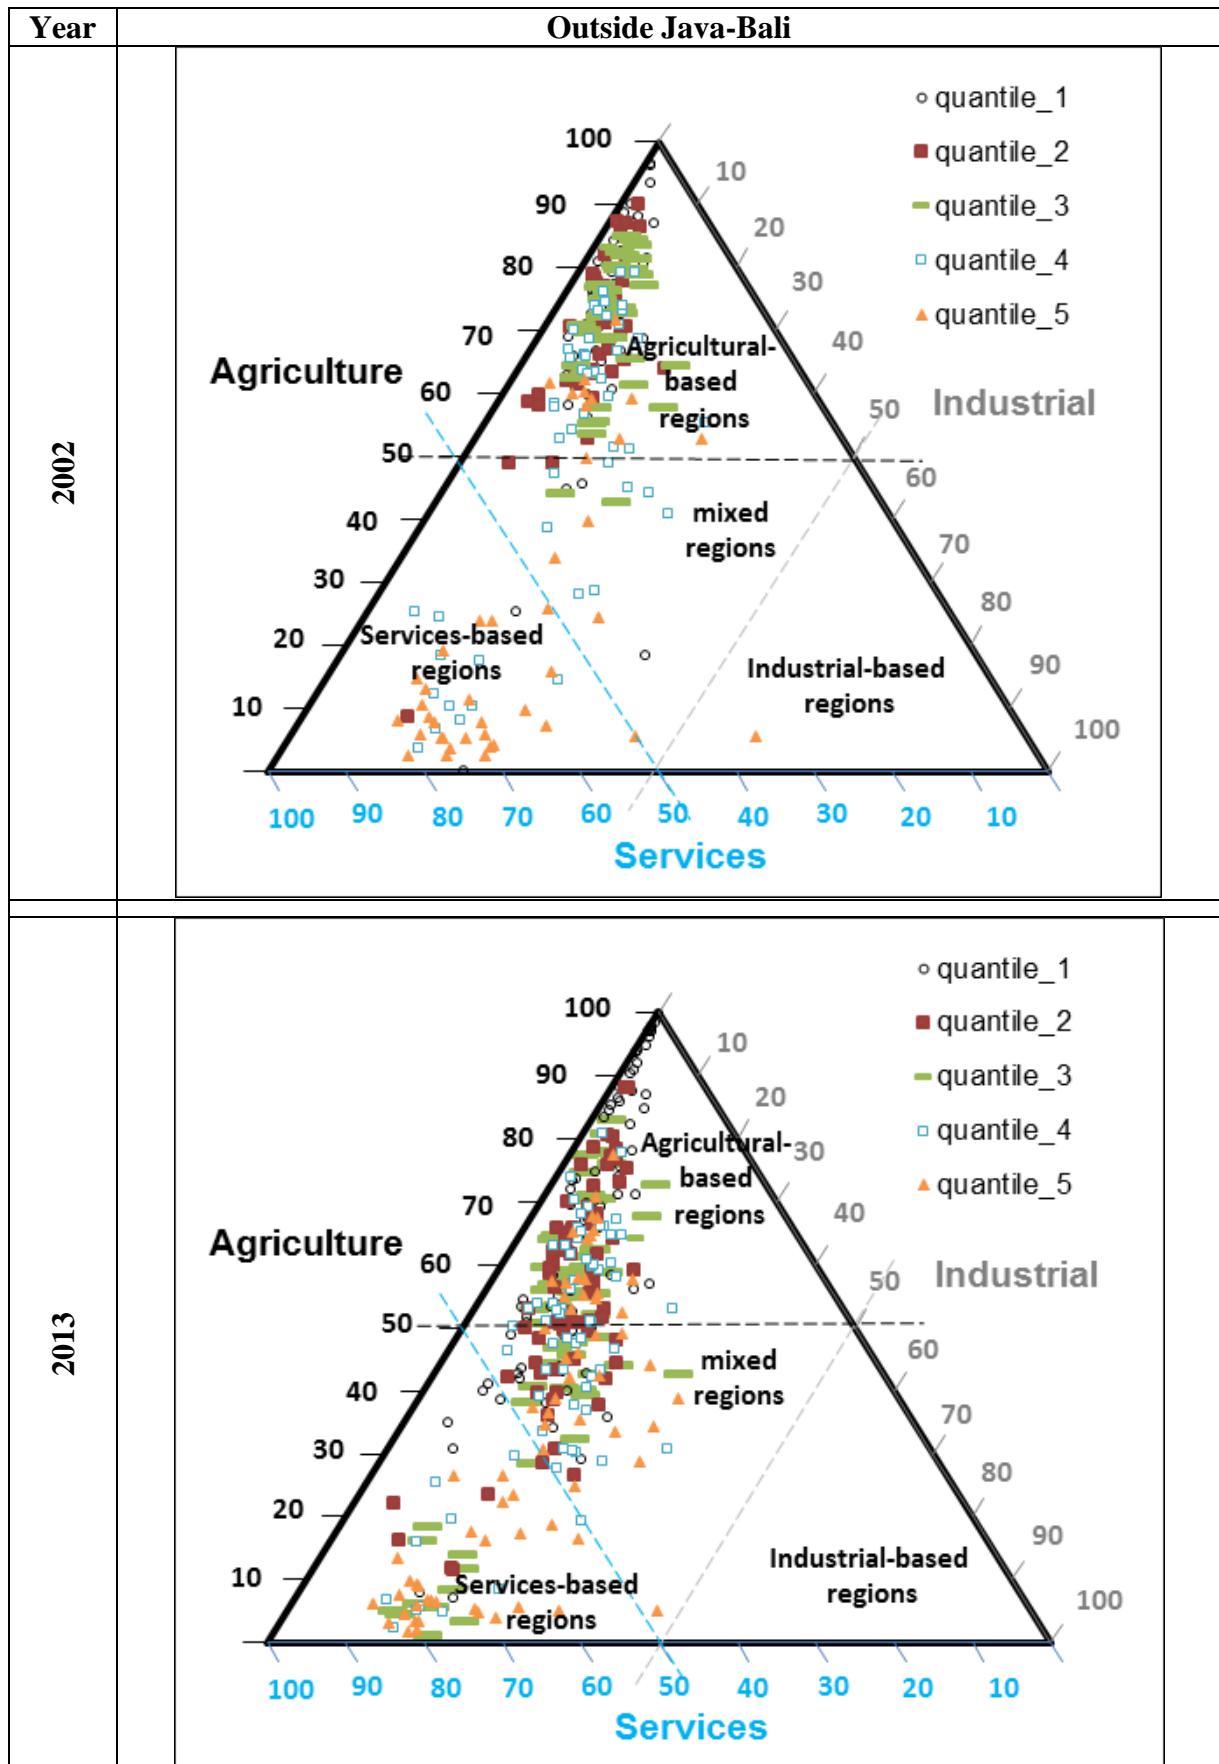 Year Outside Java-Bali
2002
quantile_1
quantile_2
quantile_3
quantile_4
quantile_5
100
90
80
70
60
50
40
30
20
10
Agriculture
10
20
30
40
50
60
70
80
90
100
Industrial
Agricultural-
based
regions
mixed
regions
Services-based
regions
Industrial-based
regions
100 90 80 70 60 50 40 30 20 10
Services
2013
quantile_1
quantile_2
quantile_3
quantile_4
quantile_5
100
90
80
70
60
50
40
30
20
10
Agriculture
10
20
30
40
50
60
70
80
90
100
Industrial
Agricultural-
based
regions
mixed
regions
Services-based
regions
Industrial-based
regions
100 90 80 70 60 50 40 30 20 10
Services